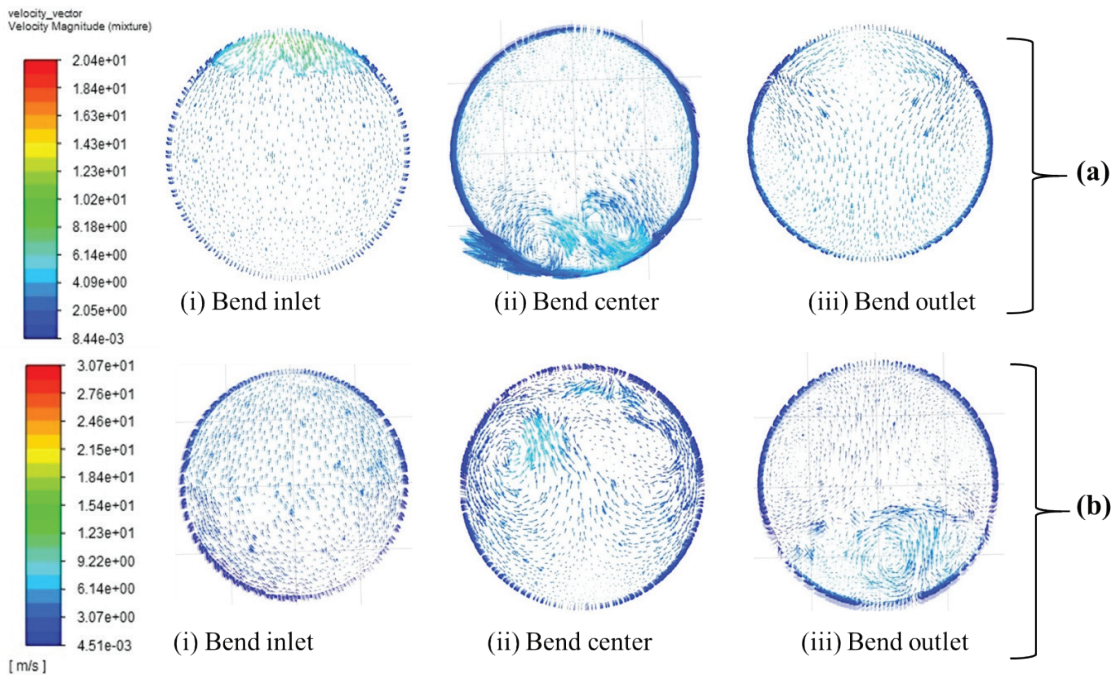 velocity_vector
Velocity Magnitude (mixture)
2.04e+01
1.84e+01
1.63e+01
1.43e+01
1.23e+01
1.02e+01
8.18e+00
6.14e+00
4.09e+00
2.05e+00
8.44e-03
(i) Bend inlet
(ii) Bend center
(iii) Bend outlet
(a)
3.07e+01
2.76e+01
2.46e+01
2.15e+01
1.84e+01
1.54e+01
1.23e+01
9.22e+00
6.14e+00
3.07e+00
4.51e-03
[ m/s ]
(i) Bend inlet
(ii) Bend center
(iii) Bend outlet
(b)